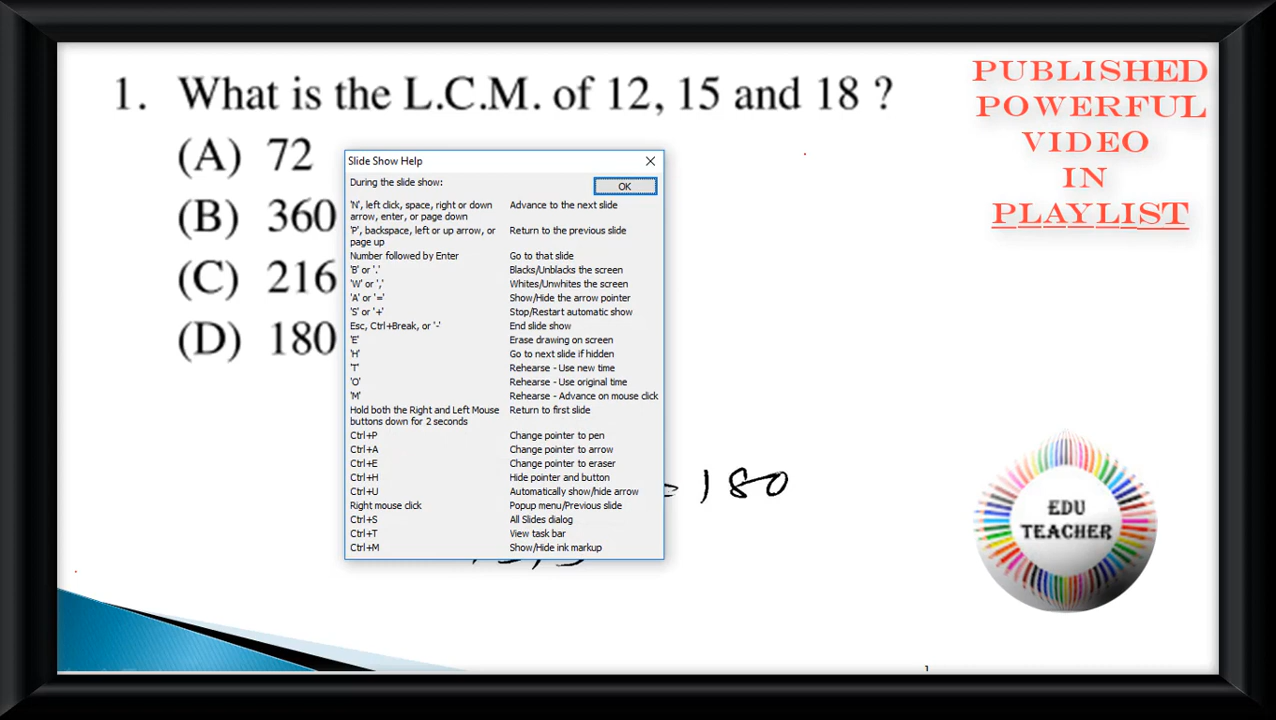 1. What is the L.C.M. of 12, 15 and 18 ?
(A) 72
(B) 360
(C) 216
(D) 180
PUBLISHED
POWERFUL
VIDEO
IN
PLAYLIST
Slide Show Help
During the slide show:
OK
'N', left click, space, right or down arrow, enter, or page down Advance to the next slide
'P', backspace, left or up arrow, or page up Return to the previous slide
Number followed by Enter Go to that slide
'B' or '.' Blacks/Unblacks the screen
'W' or ',' Whites/Unwhites the screen
'A' or '=' Show/Hide the arrow pointer
'S' or '+' Stop/Restart automatic show
Esc, Ctrl+Break, or '-' End slide show
'E' Erase drawing on screen
'H' Go to next slide if hidden
'T' Rehearse - Use new time
'O' Rehearse - Use original time
'M' Rehearse - Advance on mouse click
Hold both the Right and Left Mouse buttons down for 2 seconds Return to first slide
Ctrl+P Change pointer to pen
Ctrl+A Change pointer to arrow
Ctrl+E Change pointer to eraser
Ctrl+H Hide pointer and button
Ctrl+U Automatically show/hide arrow
Right mouse click Popup menu/Previous slide
Ctrl+S All Slides dialog
Ctrl+T View task bar
Ctrl+M Show/Hide ink markup
= 180
EDU
TEACHER
1